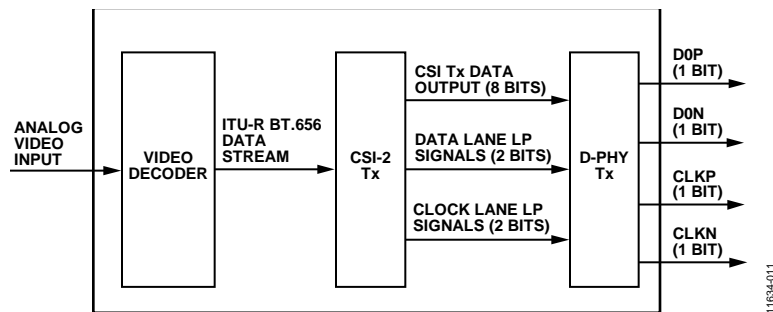 ANALOG
VIDEO
INPUT
VIDEO
DECODER
ITU-R BT.656
DATA
STREAM
CSI-2
Tx
CSI Tx DATA
OUTPUT (8 BITS)
DATA LANE LP
SIGNALS (2 BITS)
CLOCK LANE LP
SIGNALS (2 BITS)
D-PHY
Tx
D0P
(1 BIT)
D0N
(1 BIT)
CLKP
(1 BIT)
CLKN
(1 BIT)
11634-011